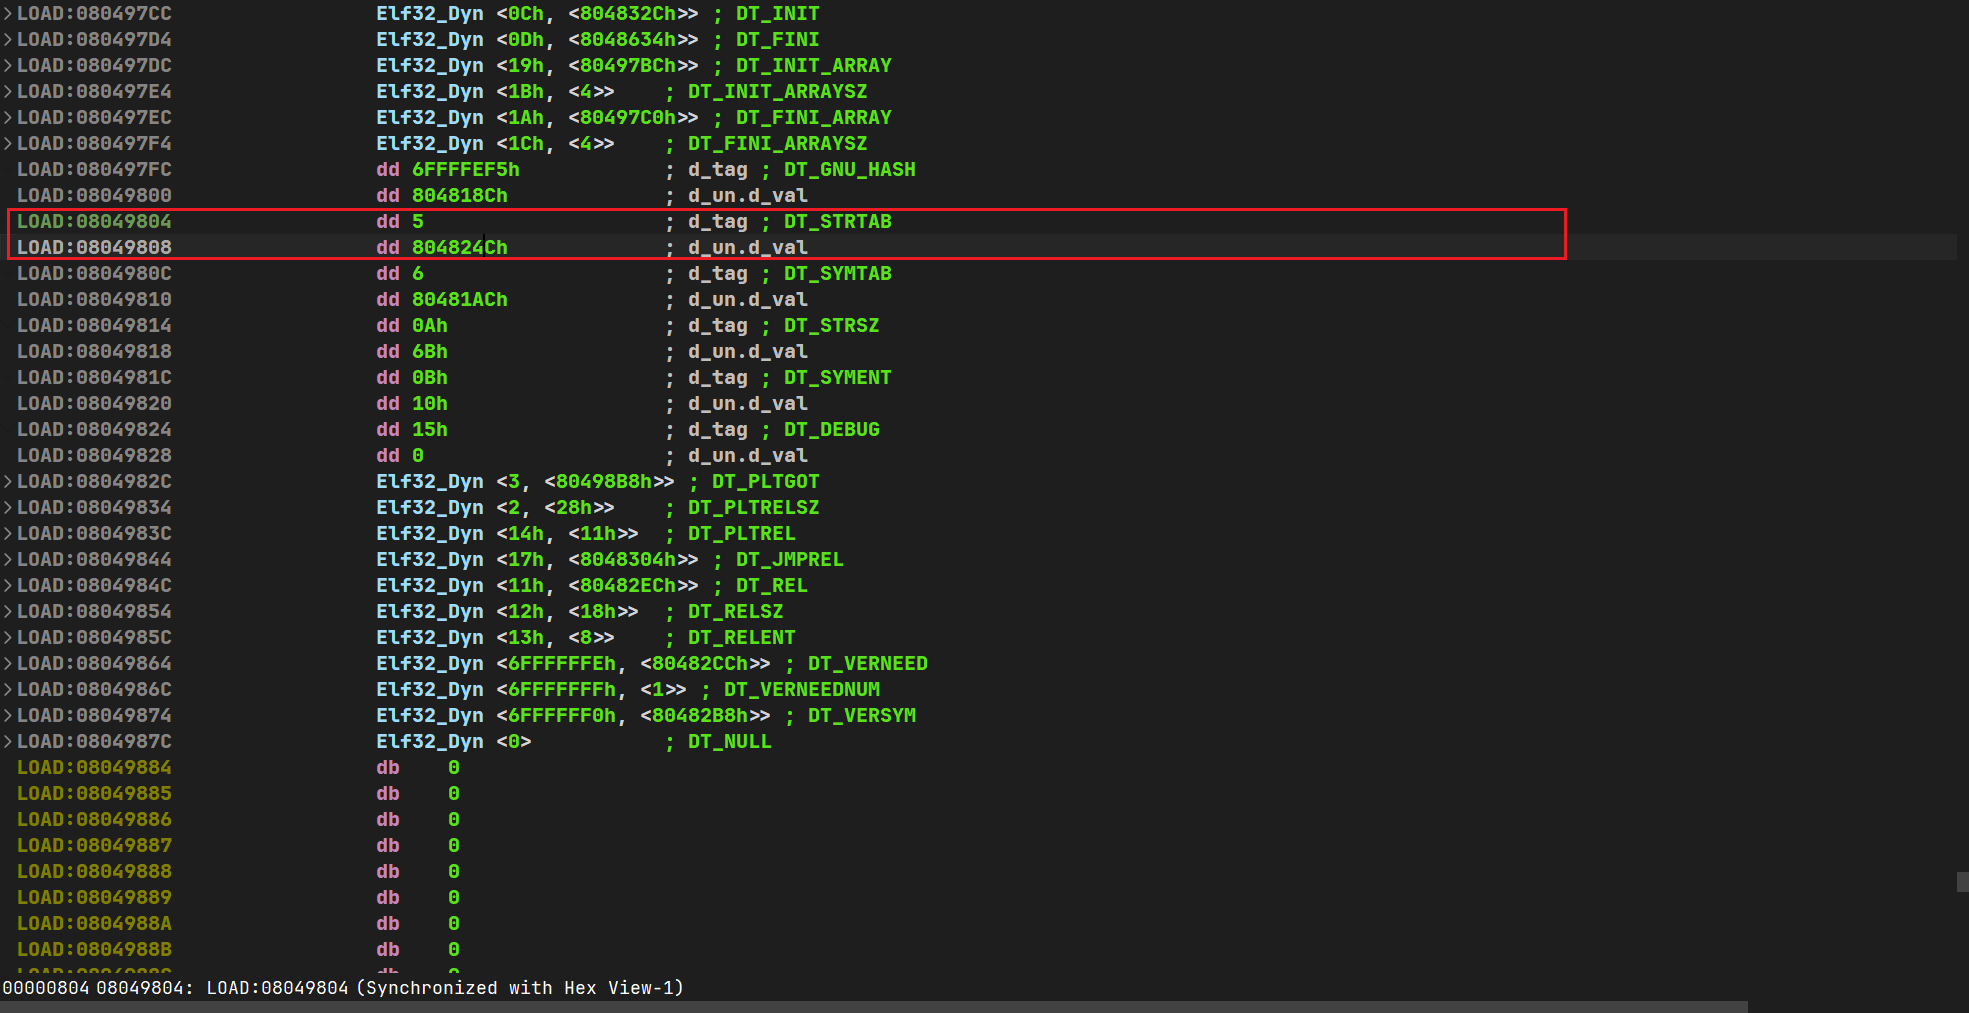 LOAD:080497CC Elf32_Dyn <0Ch, <804832Ch>> ; DT_INIT
LOAD:080497D4 Elf32_Dyn <0Dh, <8048634h>> ; DT_FINI
LOAD:080497DC Elf32_Dyn <19h, <80497BCh>> ; DT_INIT_ARRAY
LOAD:080497E4 Elf32_Dyn <1Bh, <4>> ; DT_INIT_ARRAYSZ
LOAD:080497EC Elf32_Dyn <1Ah, <80497C0h>> ; DT_FINI_ARRAY
LOAD:080497F4 Elf32_Dyn <1Ch, <4>> ; DT_FINI_ARRAYSZ
LOAD:080497FC dd 6FFFFEF5h ; d_tag ; DT_GNU_HASH
LOAD:08049800 dd 804818Ch ; d_un.d_val
LOAD:08049804 dd 5 ; d_tag ; DT_STRTAB
LOAD:08049808 dd 804824Ch ; d_un.d_val
LOAD:0804980C dd 6 ; d_tag ; DT_SYMTAB
LOAD:08049810 dd 80481ACh ; d_un.d_val
LOAD:08049814 dd 0Ah ; d_tag ; DT_STRSZ
LOAD:08049818 dd 6Bh ; d_un.d_val
LOAD:0804981C dd 0Bh ; d_tag ; DT_SYMENT
LOAD:08049820 dd 10h ; d_un.d_val
LOAD:08049824 dd 15h ; d_tag ; DT_DEBUG
LOAD:08049828 dd 0 ; d_un.d_val
LOAD:0804982C Elf32_Dyn <3, <80498B8h>> ; DT_PLTGOT
LOAD:08049834 Elf32_Dyn <2, <28h>> ; DT_PLTRELSZ
LOAD:0804983C Elf32_Dyn <14h, <11h>> ; DT_PLTREL
LOAD:08049844 Elf32_Dyn <17h, <8048304h>> ; DT_JMPREL
LOAD:0804984C Elf32_Dyn <11h, <80482ECh>> ; DT_REL
LOAD:08049854 Elf32_Dyn <12h, <18h>> ; DT_RELSZ
LOAD:0804985C Elf32_Dyn <13h, <8>> ; DT_RELENT
LOAD:08049864 Elf32_Dyn <6FFFFFFEh, <80482CCh>> ; DT_VERNEED
LOAD:0804986C Elf32_Dyn <6FFFFFFFh, <1>> ; DT_VERNEEDNUM
LOAD:08049874 Elf32_Dyn <6FFFFFF0h, <80482B8h>> ; DT_VERSYM
LOAD:0804987C Elf32_Dyn <0> ; DT_NULL
LOAD:08049884 db 0
LOAD:08049885 db 0
LOAD:08049886 db 0
LOAD:08049887 db 0
LOAD:08049888 db 0
LOAD:08049889 db 0
LOAD:0804988A db 0
LOAD:0804988B db 0
00000804 08049804: LOAD:08049804 (Synchronized with Hex View-1)